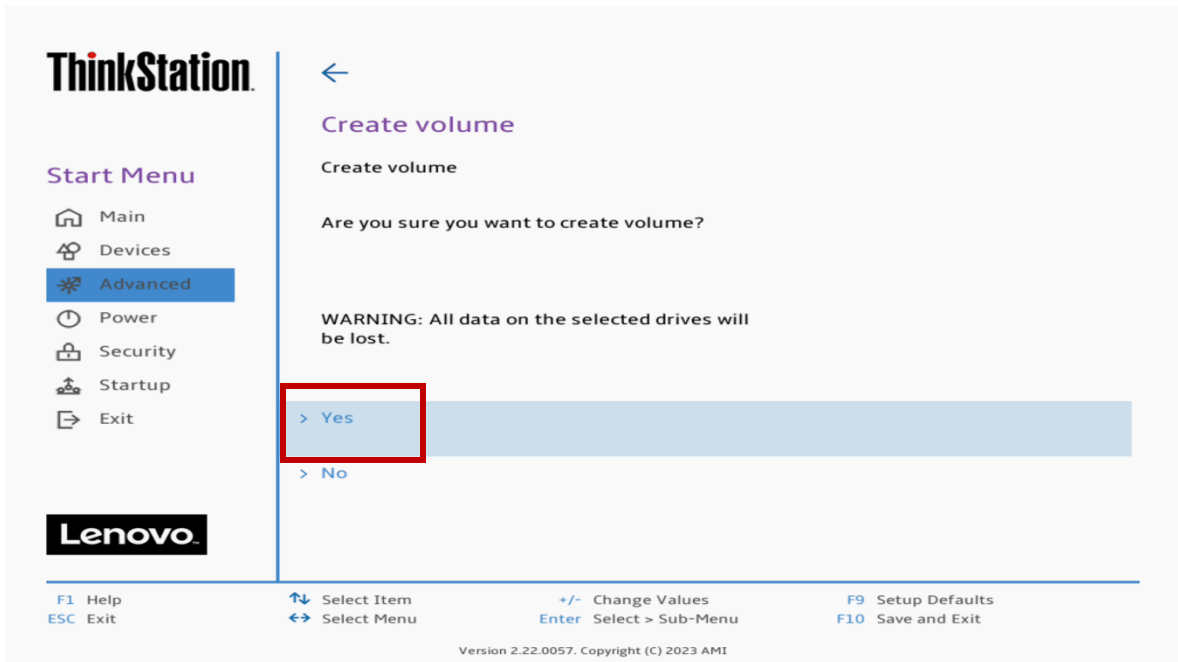 ThinkStation
Start Menu
Main
Devices
Advanced
Power
Security
Startup
Exit
Lenovo
Create volume
Create volume
Are you sure you want to create volume?
WARNING: All data on the selected drives will
be lost.
> Yes
> No
F1 Help
ESC Exit
↑↓ Select Item
←→ Select Menu
+/- Change Values
Enter Select > Sub-Menu
F9 Setup Defaults
F10 Save and Exit
Version 2.22.0057. Copyright (C) 2023 AMI